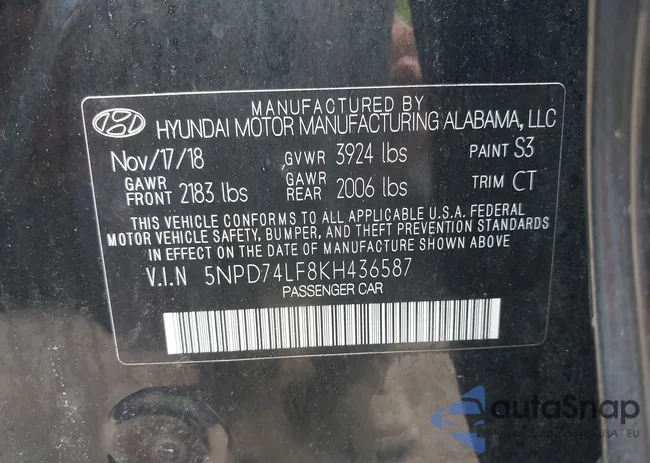 MANUFACTURED BY
HYUNDAI MOTOR MANUFACTURING ALABAMA, LLC
Nov/17/18 GVWR 3924 lbs PAINT S3
GAWR FRONT 2183 lbs GAWR REAR 2006 lbs TRIM CT
THIS VEHICLE CONFORMS TO ALL APPLICABLE U.S.A. FEDERAL
MOTOR VEHICLE SAFETY, BUMPER, AND THEFT PREVENTION STANDARDS
IN EFFECT ON THE DATE OF MANUFACTURE SHOWN ABOVE
V.I.N 5NPD74LF8KH436587
PASSENGER CAR
autoSnap